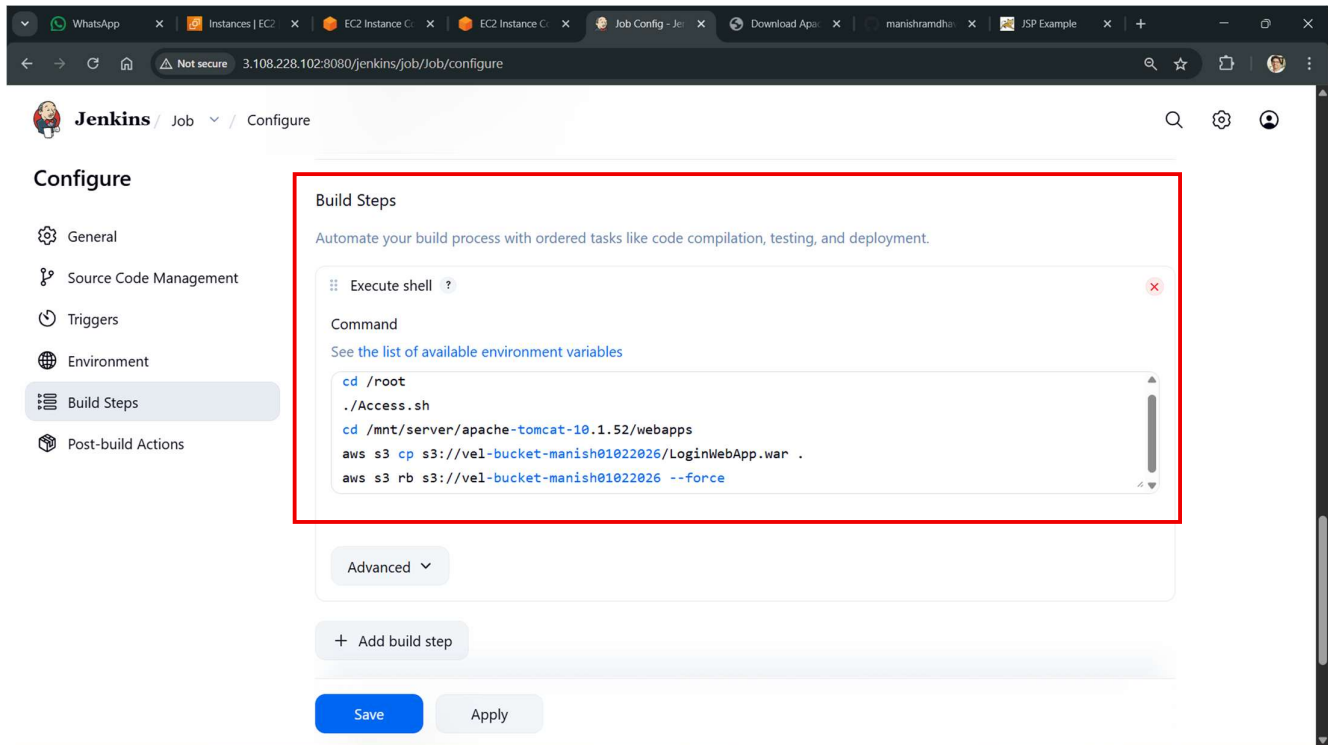 WhatsApp
Instances | EC2
EC2 Instance Co
EC2 Instance Co
Job Config - Jen
Download Apac
manishramdha
JSP Example
Not secure
3.108.228.102:8080/jenkins/job/Job/configure
Jenkins / Job / Configure
Configure
General
Source Code Management
Triggers
Environment
Build Steps
Post-build Actions
Build Steps
Automate your build process with ordered tasks like code compilation, testing, and deployment.
Execute shell ?
Command
See the list of available environment variables
cd /root
./Access.sh
cd /mnt/server/apache-tomcat-10.1.52/webapps
aws s3 cp s3://vel-bucket-manish01022026/LoginWebApp.war .
aws s3 rb s3://vel-bucket-manish01022026 --force
Advanced
+ Add build step
Save
Apply